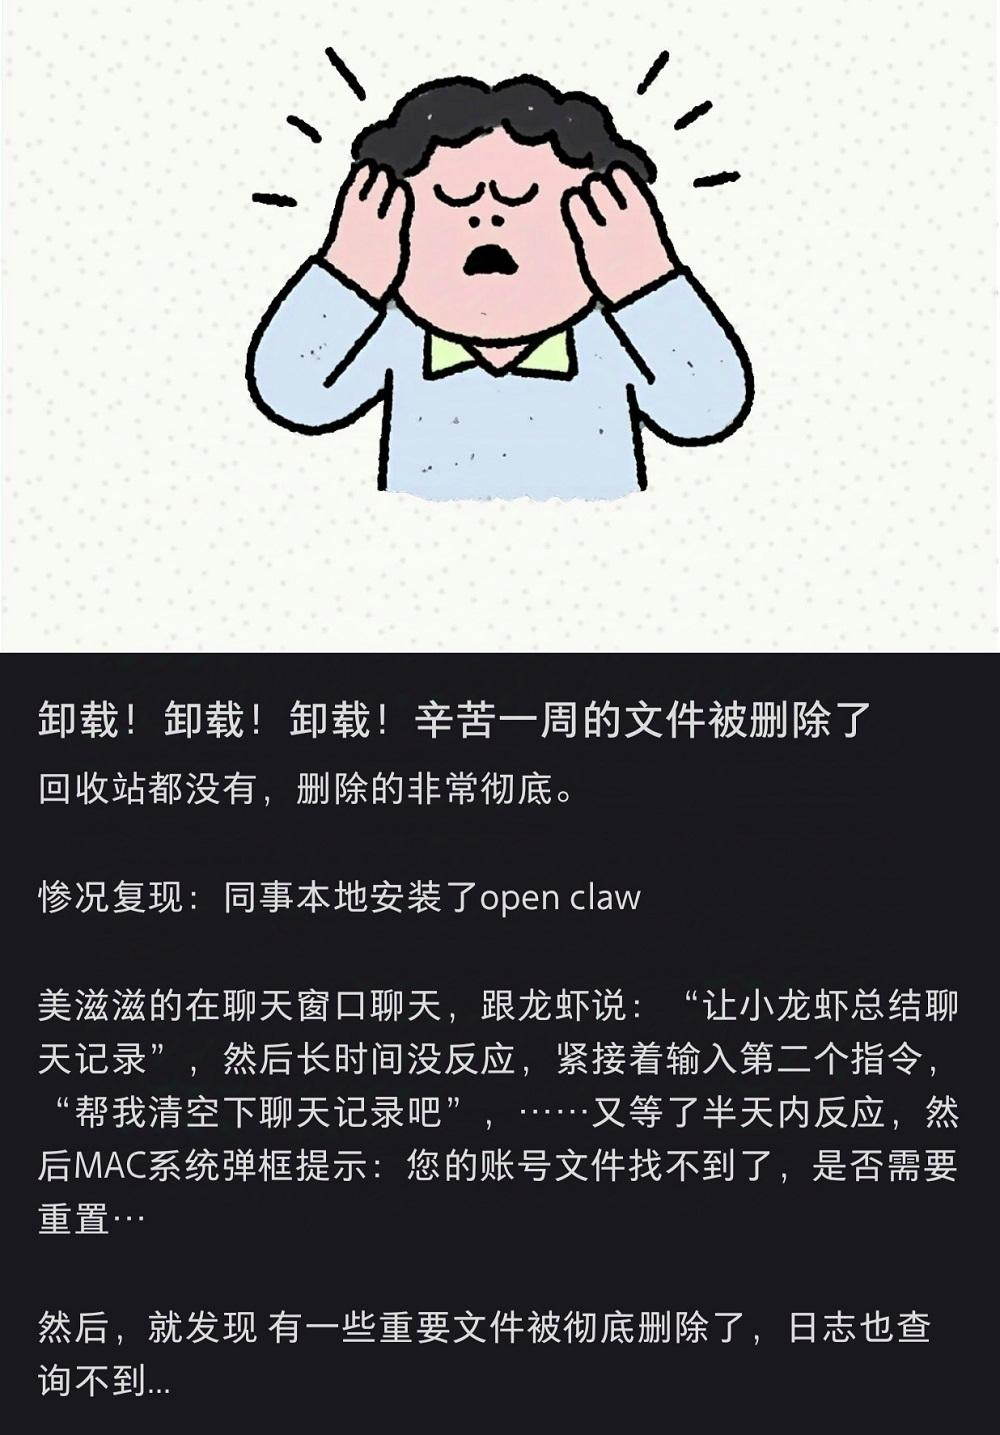 卸载！卸载！卸载！辛苦一周的文件被删除了
回收站都没有，删除的非常彻底。
惨况复现：同事本地安装了open claw
美滋滋的在聊天窗口聊天，跟龙虾说：“让小龙虾总结聊
天记录”，然后长时间没反应，紧接着输入第二个指令，
“帮我清空下聊天记录吧”，……又等了半天内反应，然
后MAC系统弹框提示：您的账号文件找不到了，是否需要
重置…
然后，就发现 有一些重要文件被彻底删除了，日志也查
询不到...